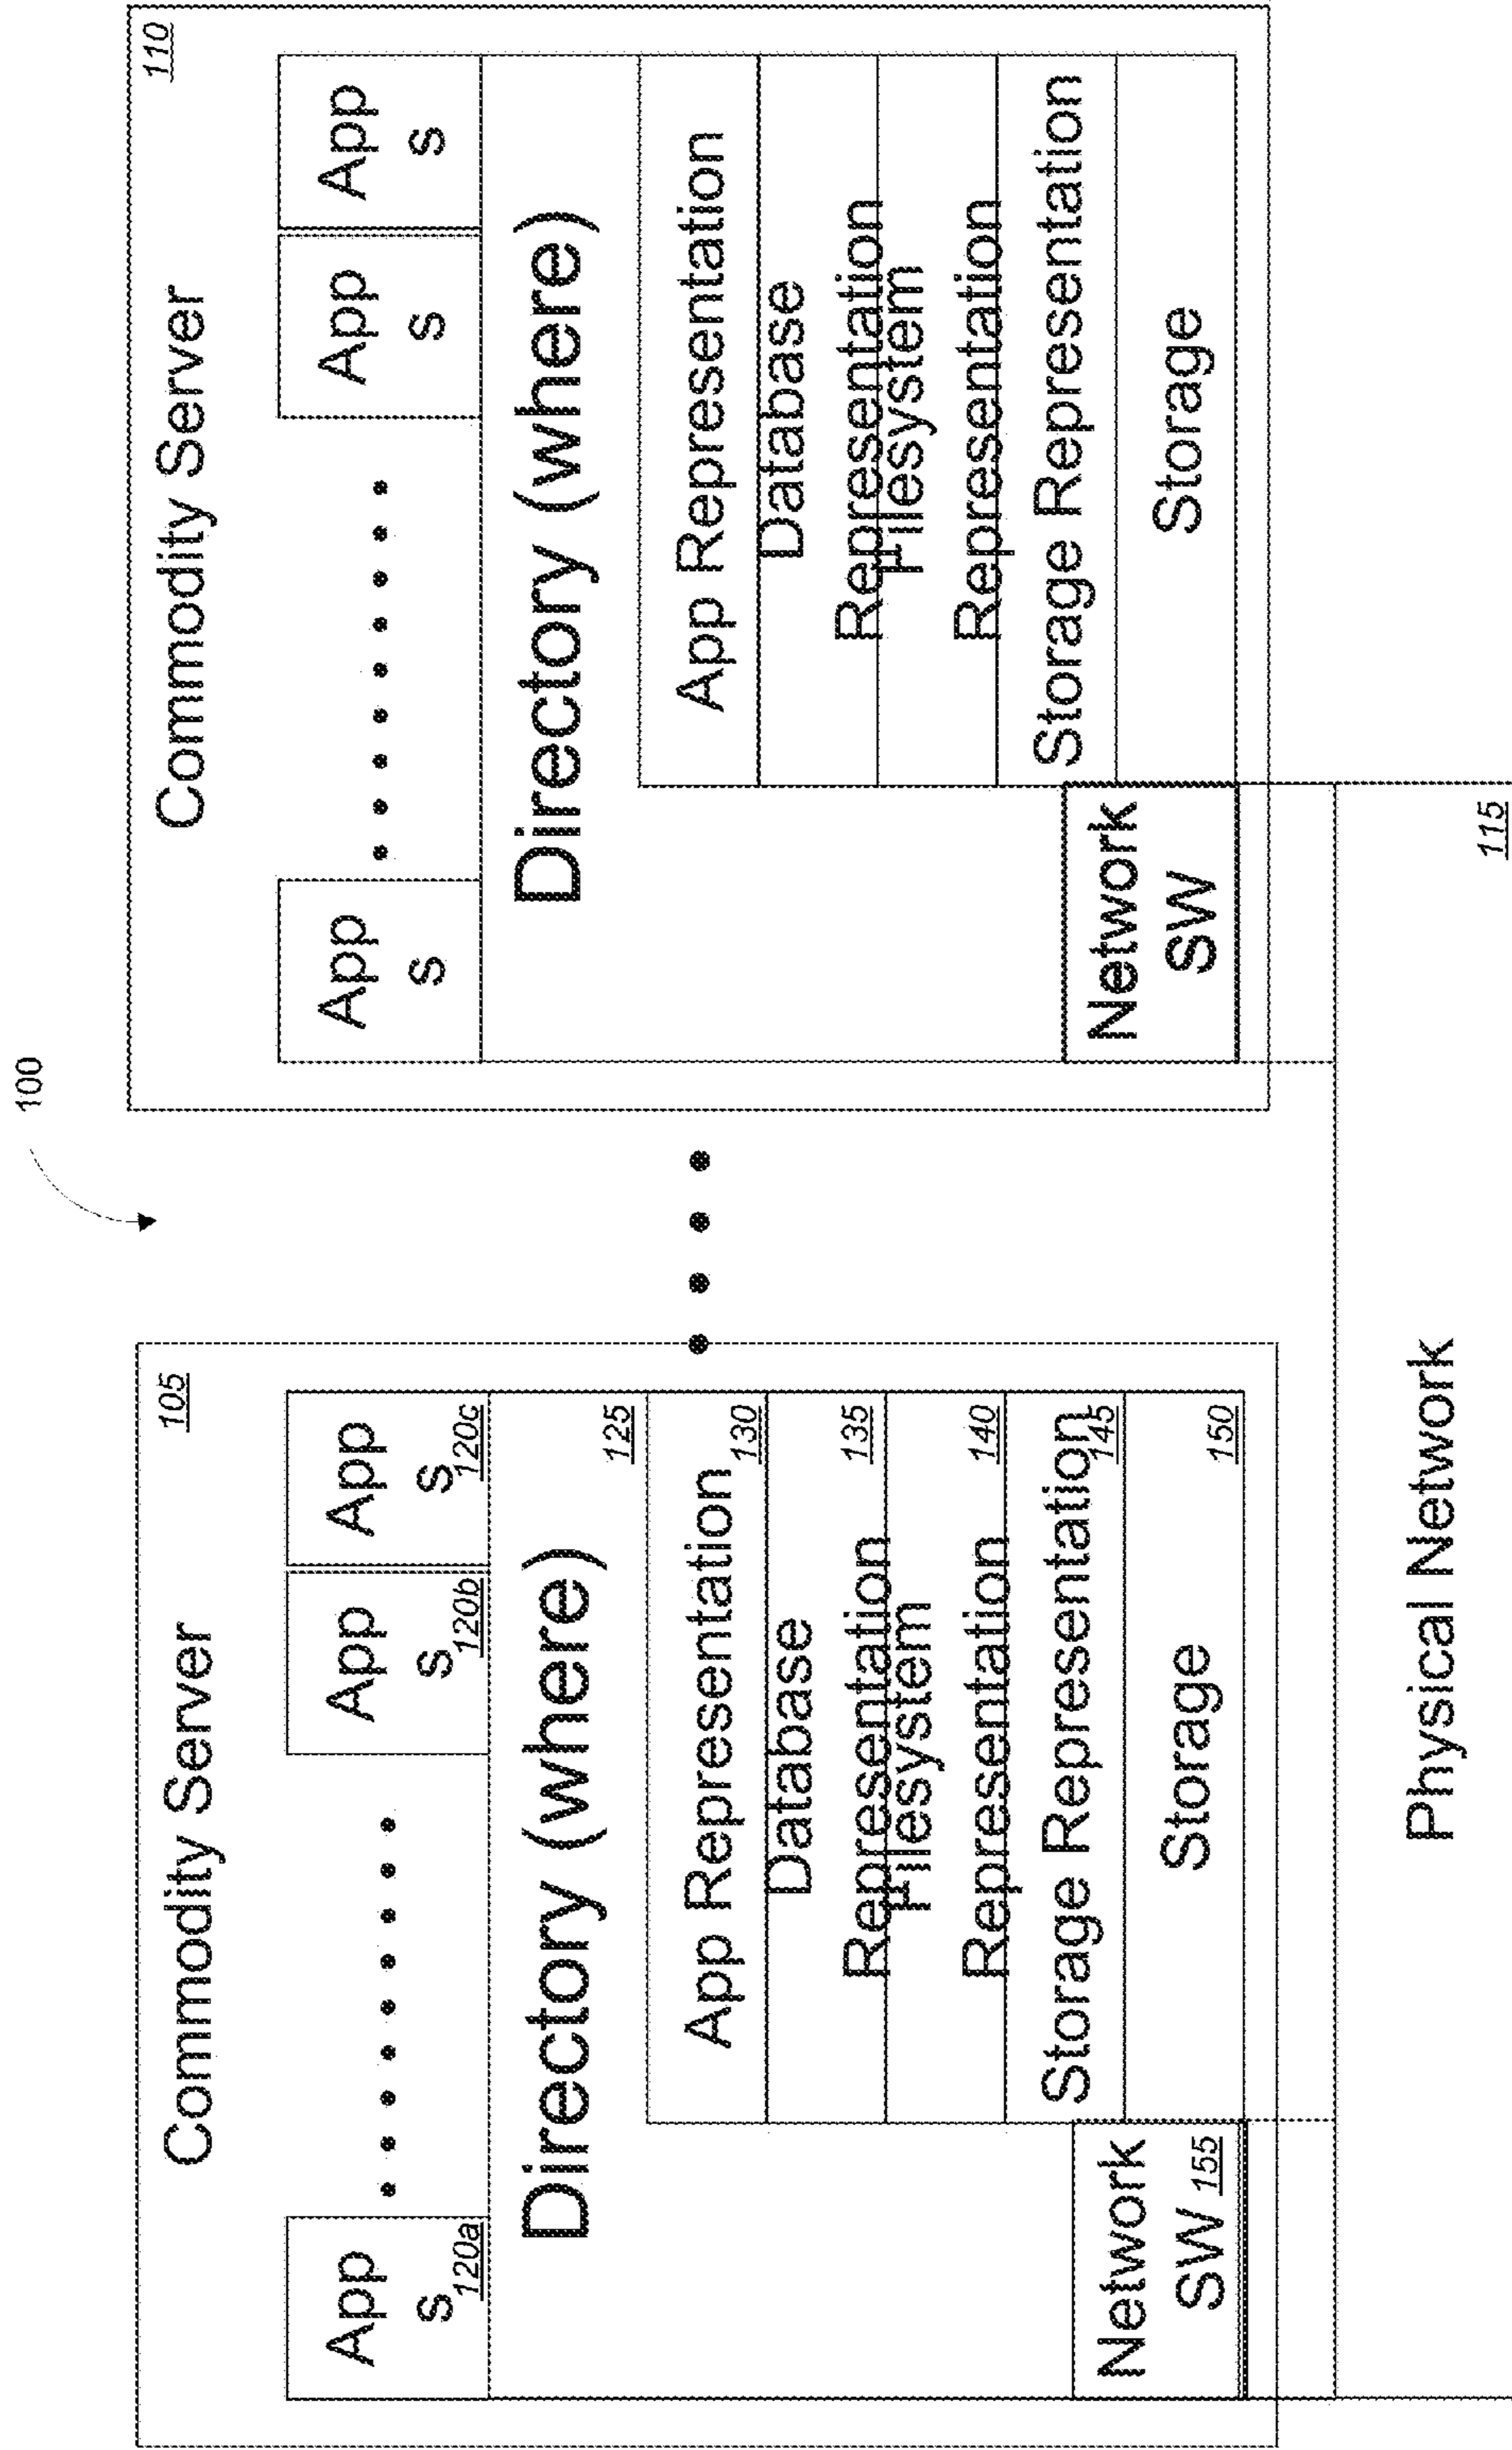 100
Commodity Server
105
App
s
120a
App
s
120b
App
s
120c
Directory (where)
125
App Representation
130
Database
Representation
135
Filesystem
Representation
140
Storage Representation
145
Storage
150
Network
SW
155
Commodity Server
110
App
s
App
s
App
s
Directory (where)
App Representation
Database
Representation
Filesystem
Representation
Storage Representation
Storage
Network
SW
Physical Network
115